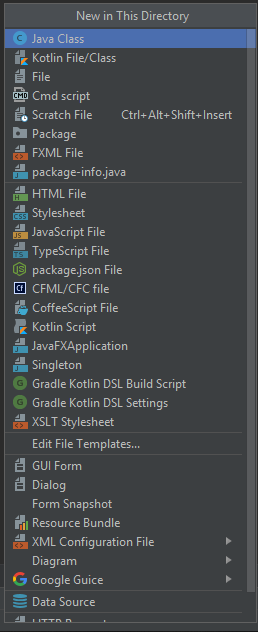 New in This Directory
Java Class
Kotlin File/Class
File
Cmd script
Scratch File Ctrl+Alt+Shift+Insert
Package
FXML File
package-info.java
HTML File
Stylesheet
JavaScript File
TypeScript File
package.json File
CFML/CFC file
CoffeeScript File
Kotlin Script
JavaFXApplication
Singleton
Gradle Kotlin DSL Build Script
Gradle Kotlin DSL Settings
XSLT Stylesheet
Edit File Templates...
GUI Form
Dialog
Form Snapshot
Resource Bundle
XML Configuration File
Diagram
Google Guice
Data Source